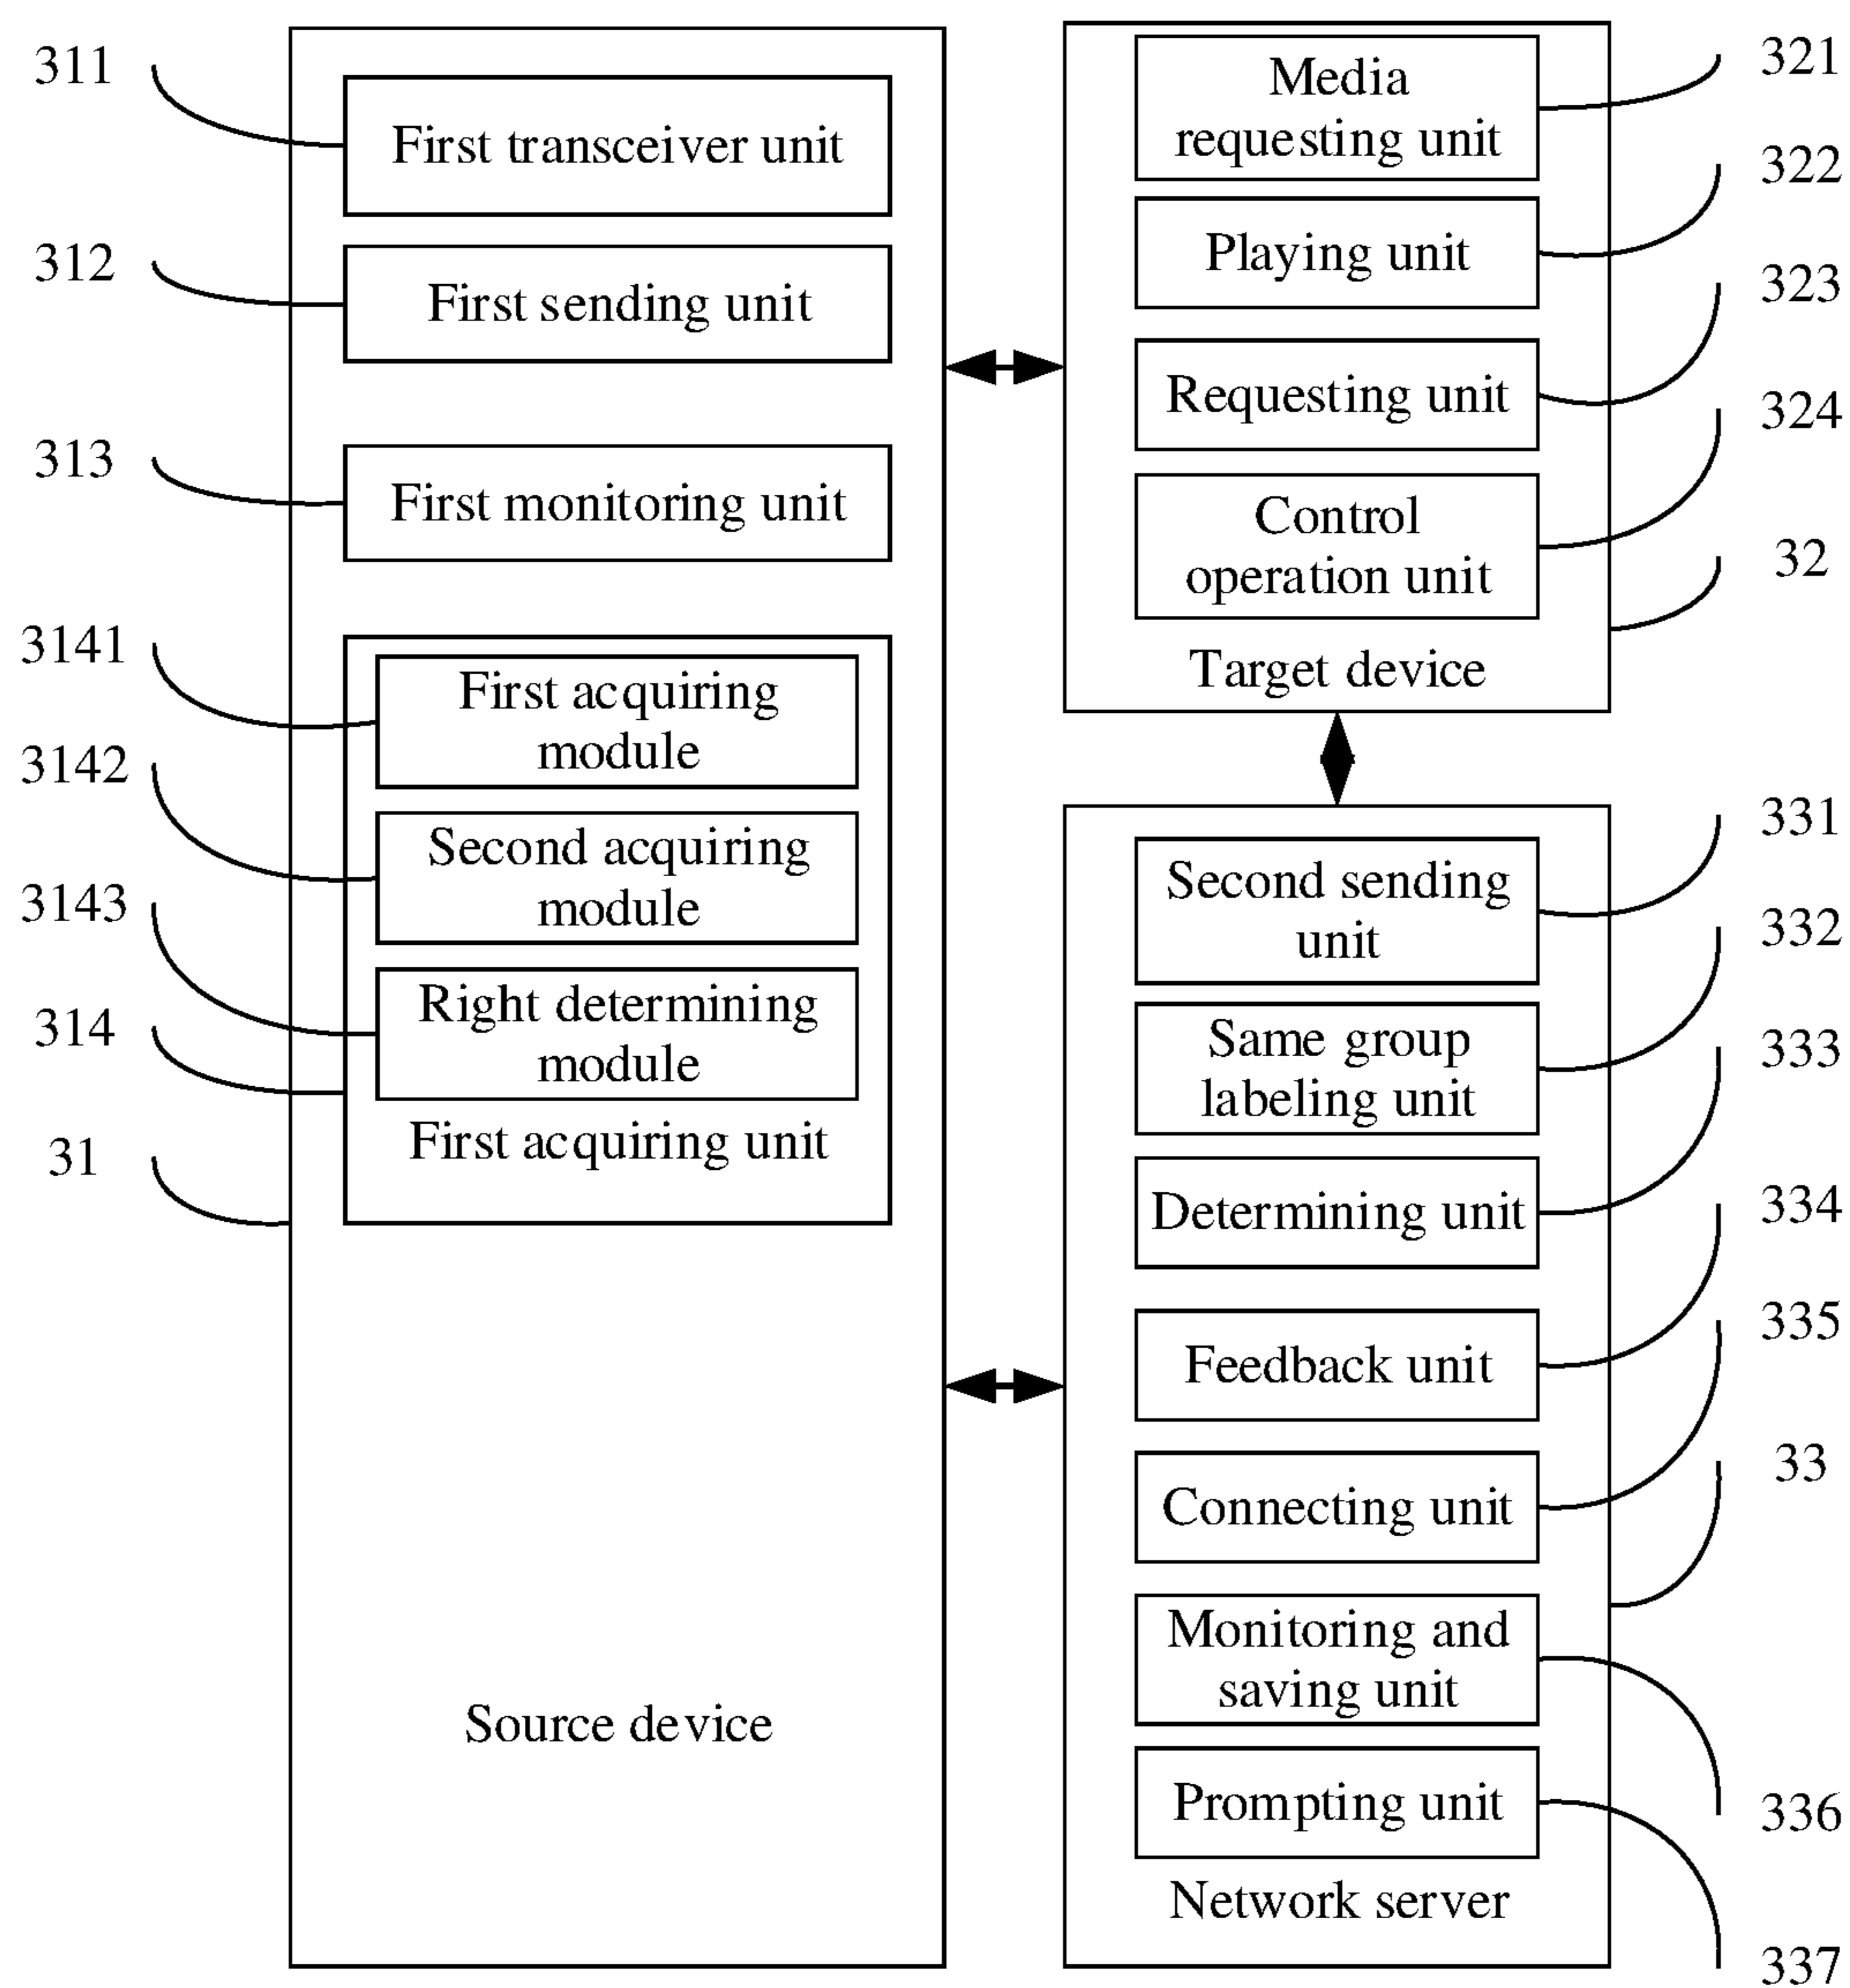 311
First transceiver unit
312
First sending unit
313
First monitoring unit
3141
First acquiring
module
3142
Second acquiring
module
3143
Right determining
module
314
First acquiring unit
31
Source device
321
Media
requesting unit
322
Playing unit
323
Requesting unit
324
Control
operation unit
32
Target device
331
Second sending
unit
332
Same group
labeling unit
333
Determining unit
334
Feedback unit
335
Connecting unit
33
Monitoring and
saving unit
336
Prompting unit
Network server
337